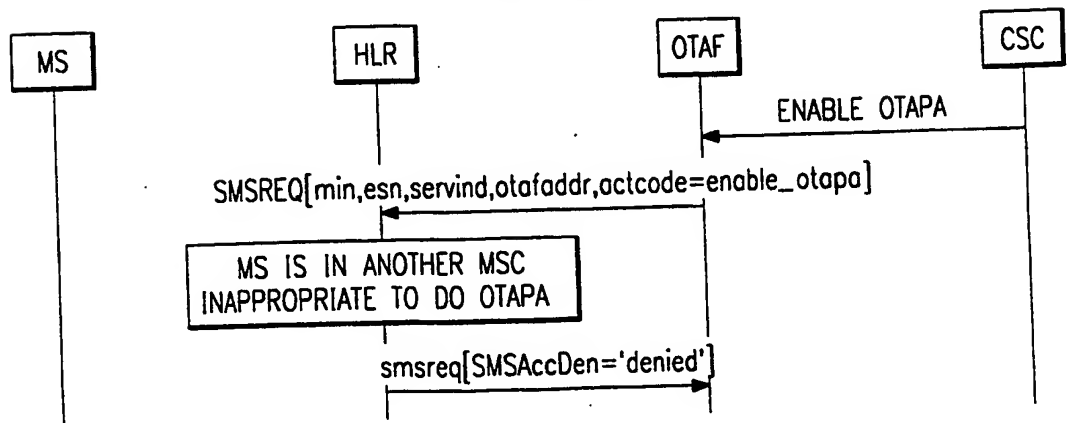 MS
HLR
OTAF
CSC
ENABLE OTAPA
SMSREQ[min,esn,servind,otafaddr,actcode=enable_otapa]
MS IS IN ANOTHER MSC
INAPPROPRIATE TO DO OTAPA
smsreq[SMSAccDen='denied']